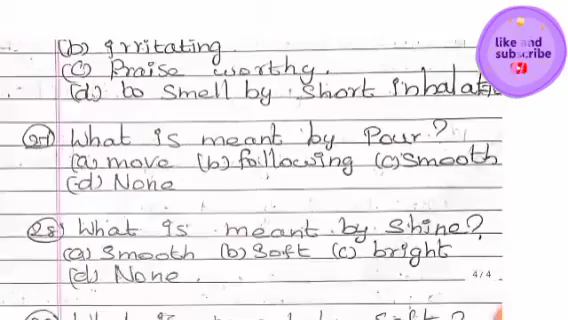 like and
subscribe
(b) irritating
(c) Praise worthy.
(d) to smell by short inhalat
27) What is meant by Pour?
(a) move (b) following (c) smooth
(d) None
28) What is meant by shine?
(a) smooth (b) soft (c) bright
(d) None.
4/4